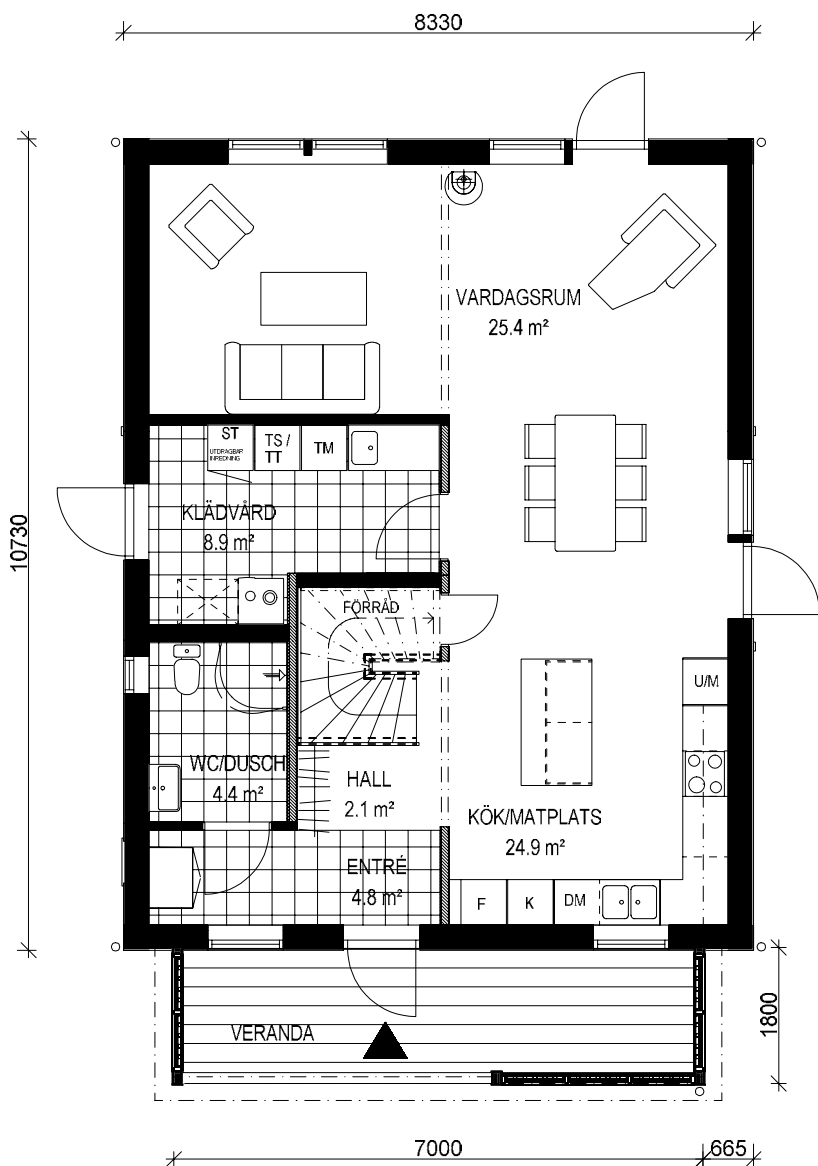 8330
VARDAGSRUM
25.4 m²
ST
UTDRAGBAR
INREDNING
TS /
TT
TM
KLÄDVÅRD
8.9 m²
10730
FÖRRÅD
U/M
WC/DUSCH
4.4 m²
HALL
2.1 m²
KÖK/MATPLATS
24.9 m²
ENTRÉ
4.8 m²
F
K
DM
VERANDA
1800
7000
665